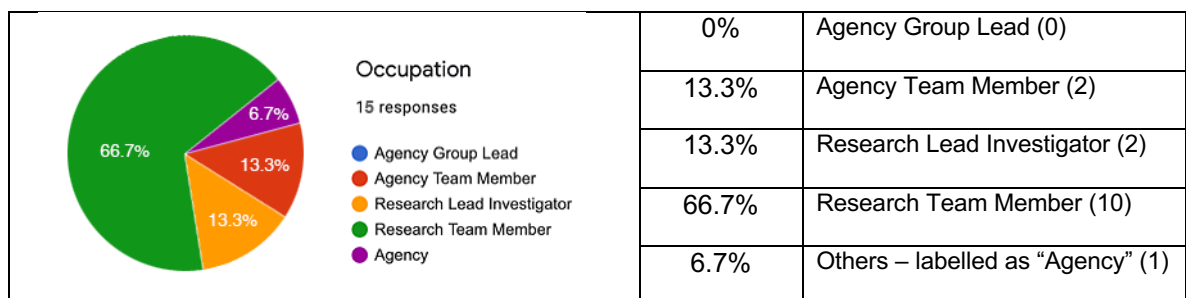 Occupation
15 responses
66.7%
6.7%
13.3%
13.3%
Agency Group Lead
Agency Team Member
Research Lead Investigator
Research Team Member
Agency
0% Agency Group Lead (0)
13.3% Agency Team Member (2)
13.3% Research Lead Investigator (2)
66.7% Research Team Member (10)
6.7% Others – labelled as “Agency” (1)